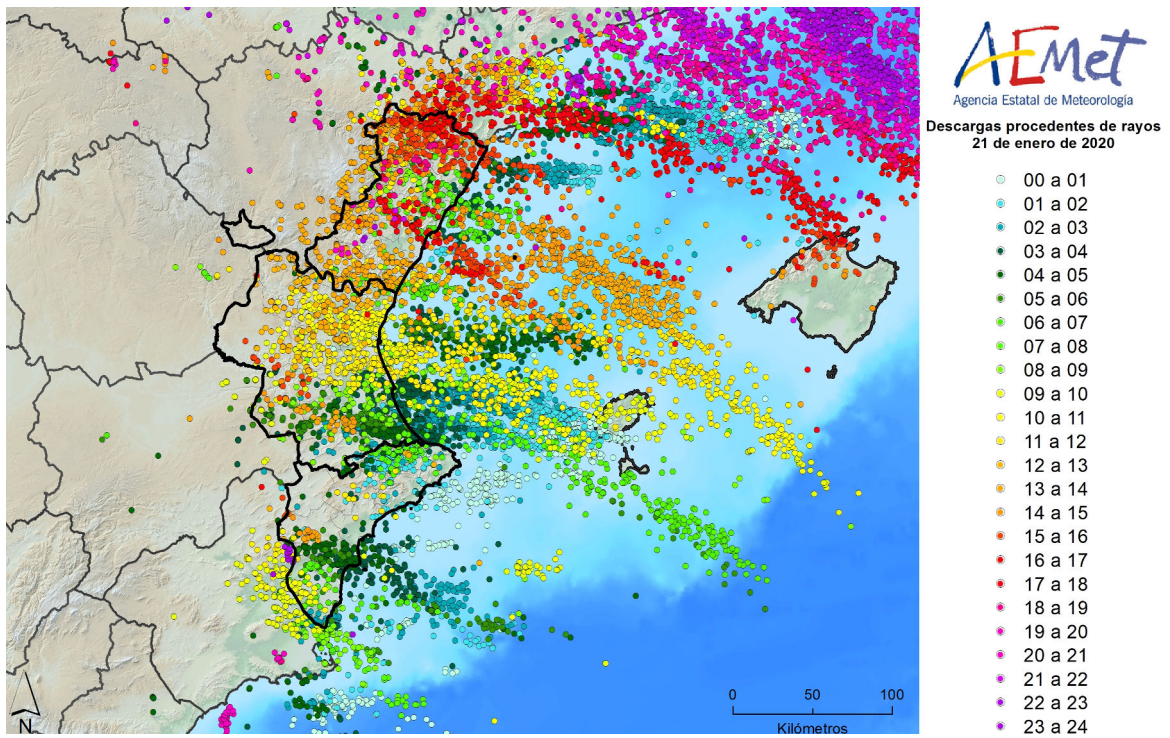 AEMet
Agencia Estatal de Meteorología
Descargas procedentes de rayos
21 de enero de 2020
00 a 01
01 a 02
02 a 03
03 a 04
04 a 05
05 a 06
06 a 07
07 a 08
08 a 09
09 a 10
10 a 11
11 a 12
12 a 13
13 a 14
14 a 15
15 a 16
16 a 17
17 a 18
18 a 19
19 a 20
20 a 21
21 a 22
22 a 23
23 a 24
0 50 100
Kilómetros
N